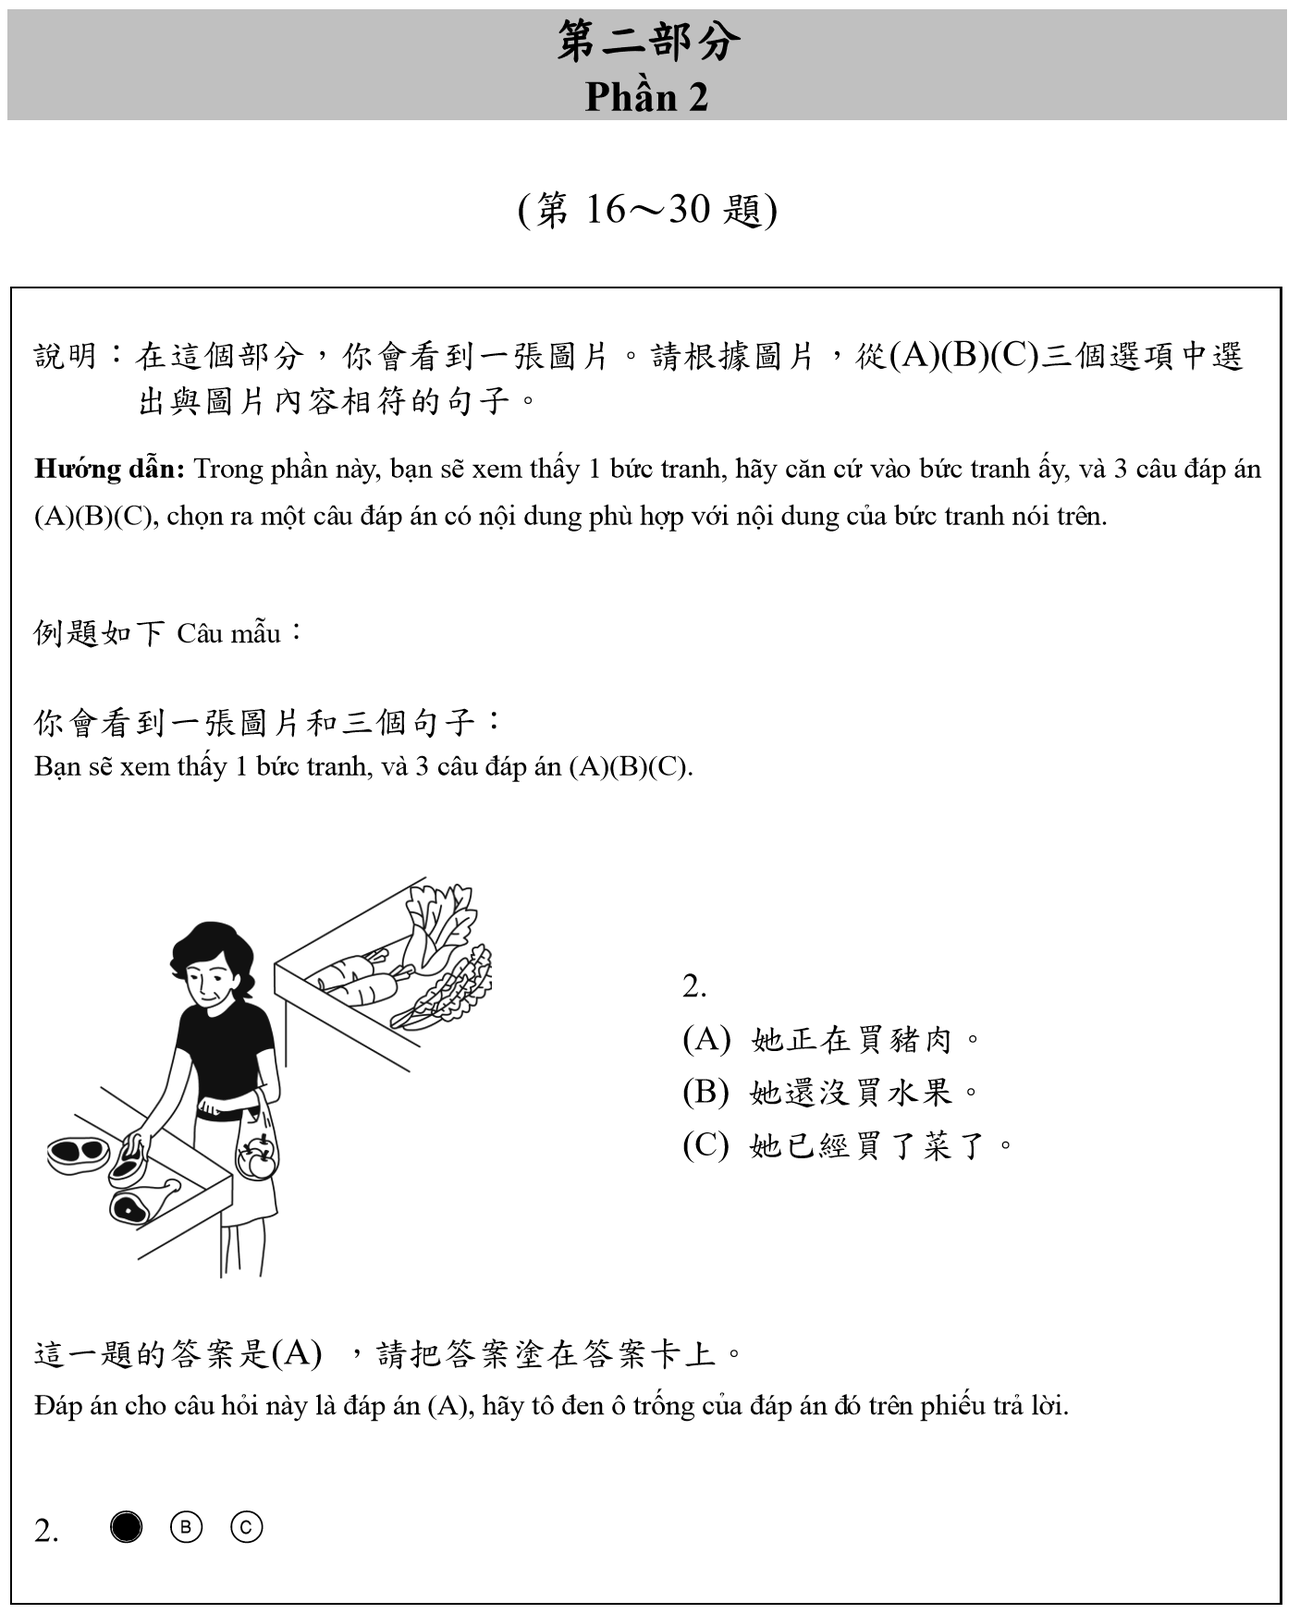 第二部分
Phần 2
(第 16～30 題)
說明：在這個部分，你會看到一張圖片。請根據圖片，從(A)(B)(C)三個選項中選
出與圖片內容相符的句子。
Hướng dẫn: Trong phần này, bạn sẽ xem thấy 1 bức tranh, hãy căn cứ vào bức tranh ấy, và 3 câu đáp án
(A)(B)(C), chọn ra một câu đáp án có nội dung phù hợp với nội dung của bức tranh nói trên.
例題如下 Câu mẫu：
你會看到一張圖片和三個句子：
Bạn sẽ xem thấy 1 bức tranh, và 3 câu đáp án (A)(B)(C).
2.
(A) 她正在買豬肉。
(B) 她還沒買水果。
(C) 她已經買了菜了。
這一題的答案是(A) ，請把答案塗在答案卡上。
Đáp án cho câu hỏi này là đáp án (A), hãy tô đen ô trống của đáp án đó trên phiếu trả lời.
2. B C